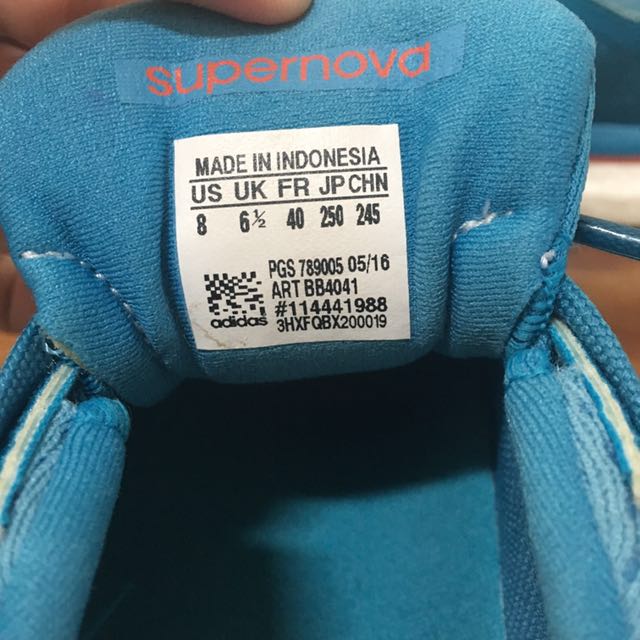 supernova
MADE IN INDONESIA
US UK FR JP CHN
8 6½ 40 250 245
PGS 789005 05/16
ART BB4041
#114441988
adidas 3HXFQBX200019